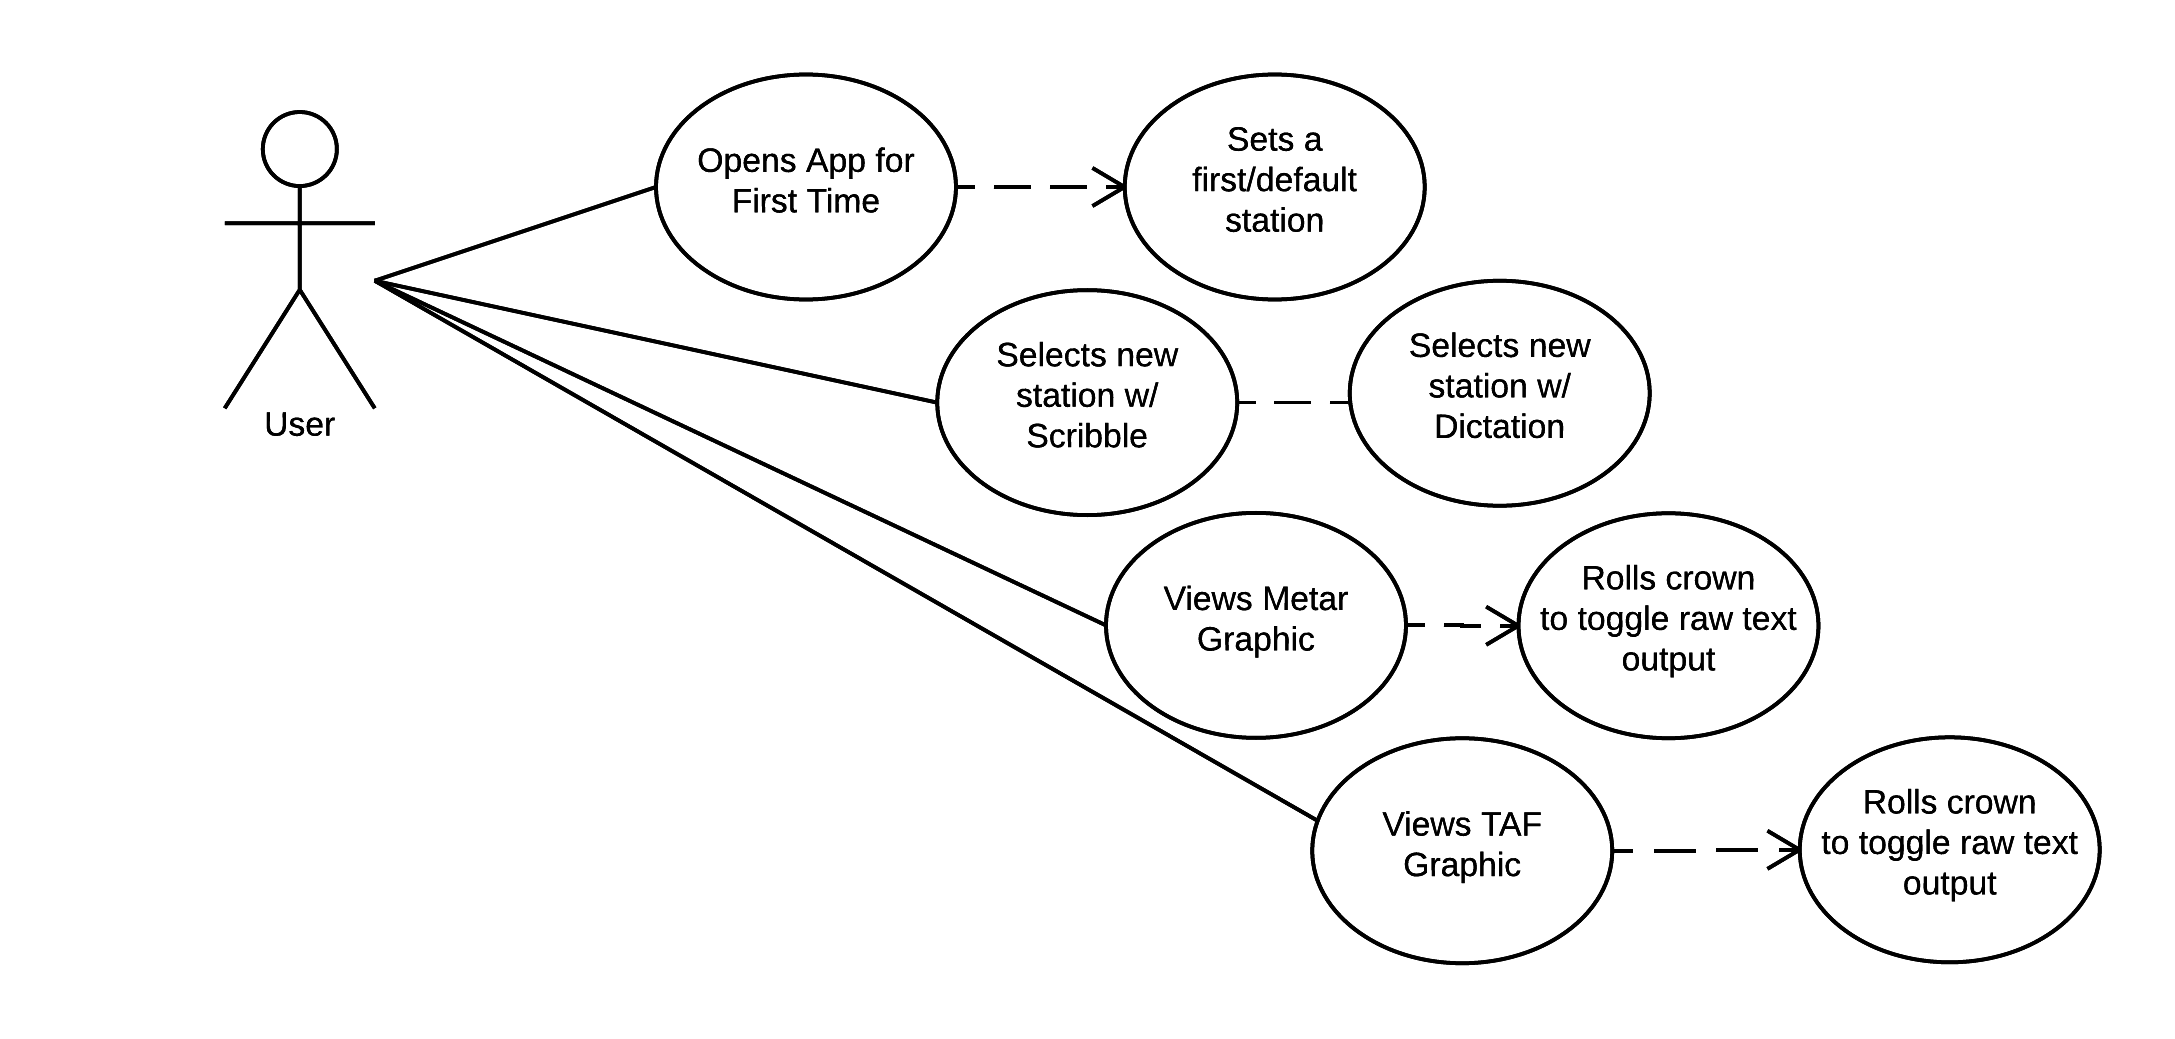 Opens App for
First Time
Sets a
first/default
station
User
Selects new
station w/
Scribble
Selects new
station w/
Dictation
Views Metar
Graphic
Rolls crown
to toggle raw text
output
Views TAF
Graphic
Rolls crown
to toggle raw text
output